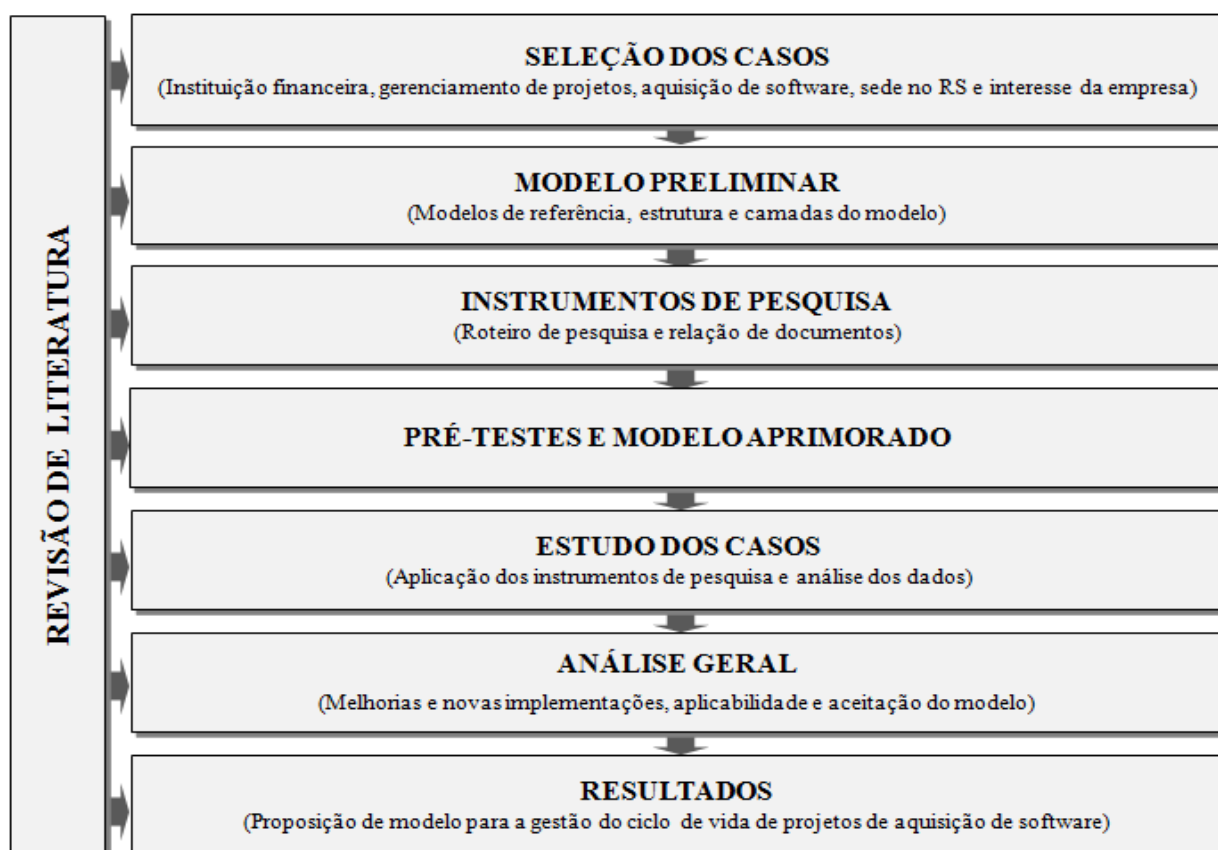 REVISÃO DE LITERATURA
SELEÇÃO DOS CASOS
(Instituição financeira, gerenciamento de projetos, aquisição de software, sede no RS e interesse da empresa)
MODELO PRELIMINAR
(Modelos de referência, estrutura e camadas do modelo)
INSTRUMENTOS DE PESQUISA
(Roteiro de pesquisa e relação de documentos)
PRÉ-TESTES E MODELO APRIMORADO
ESTUDO DOS CASOS
(Aplicação dos instrumentos de pesquisa e análise dos dados)
ANÁLISE GERAL
(Melhorias e novas implementações, aplicabilidade e aceitação do modelo)
RESULTADOS
(Proposição de modelo para a gestão do ciclo de vida de projetos de aquisição de software)